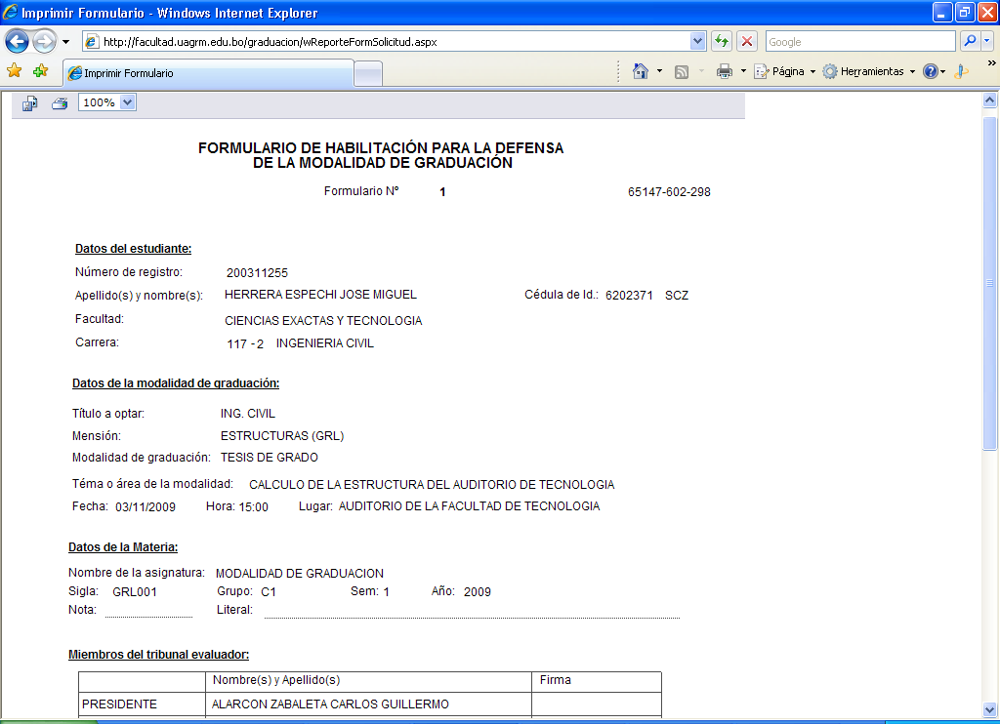 Imprimir Formulario - Windows Internet Explorer
http://facultad.uagrm.edu.bo/graduacion/wReporteFormSolicitud.aspx
Google
Imprimir Formulario
Página
Herramientas
»
100%
FORMULARIO DE HABILITACIÓN PARA LA DEFENSA
DE LA MODALIDAD DE GRADUACIÓN
Formulario Nº 1 65147-602-298
Datos del estudiante:
Número de registro: 200311255
Apellido(s) y nombre(s): HERRERA ESPECHI JOSE MIGUEL Cédula de Id.: 6202371 SCZ
Facultad: CIENCIAS EXACTAS Y TECNOLOGIA
Carrera: 117 - 2 INGENIERIA CIVIL
Datos de la modalidad de graduación:
Título a optar: ING. CIVIL
Mensión: ESTRUCTURAS (GRL)
Modalidad de graduación: TESIS DE GRADO
Téma o área de la modalidad: CALCULO DE LA ESTRUCTURA DEL AUDITORIO DE TECNOLOGIA
Fecha: 03/11/2009 Hora: 15:00 Lugar: AUDITORIO DE LA FACULTAD DE TECNOLOGIA
Datos de la Materia:
Nombre de la asignatura: MODALIDAD DE GRADUACION
Sigla: GRL001 Grupo: C1 Sem: 1 Año: 2009
Nota: Literal:
Miembros del tribunal evaluador:
Nombre(s) y Apellido(s) Firma
PRESIDENTE ALARCON ZABALETA CARLOS GUILLERMO